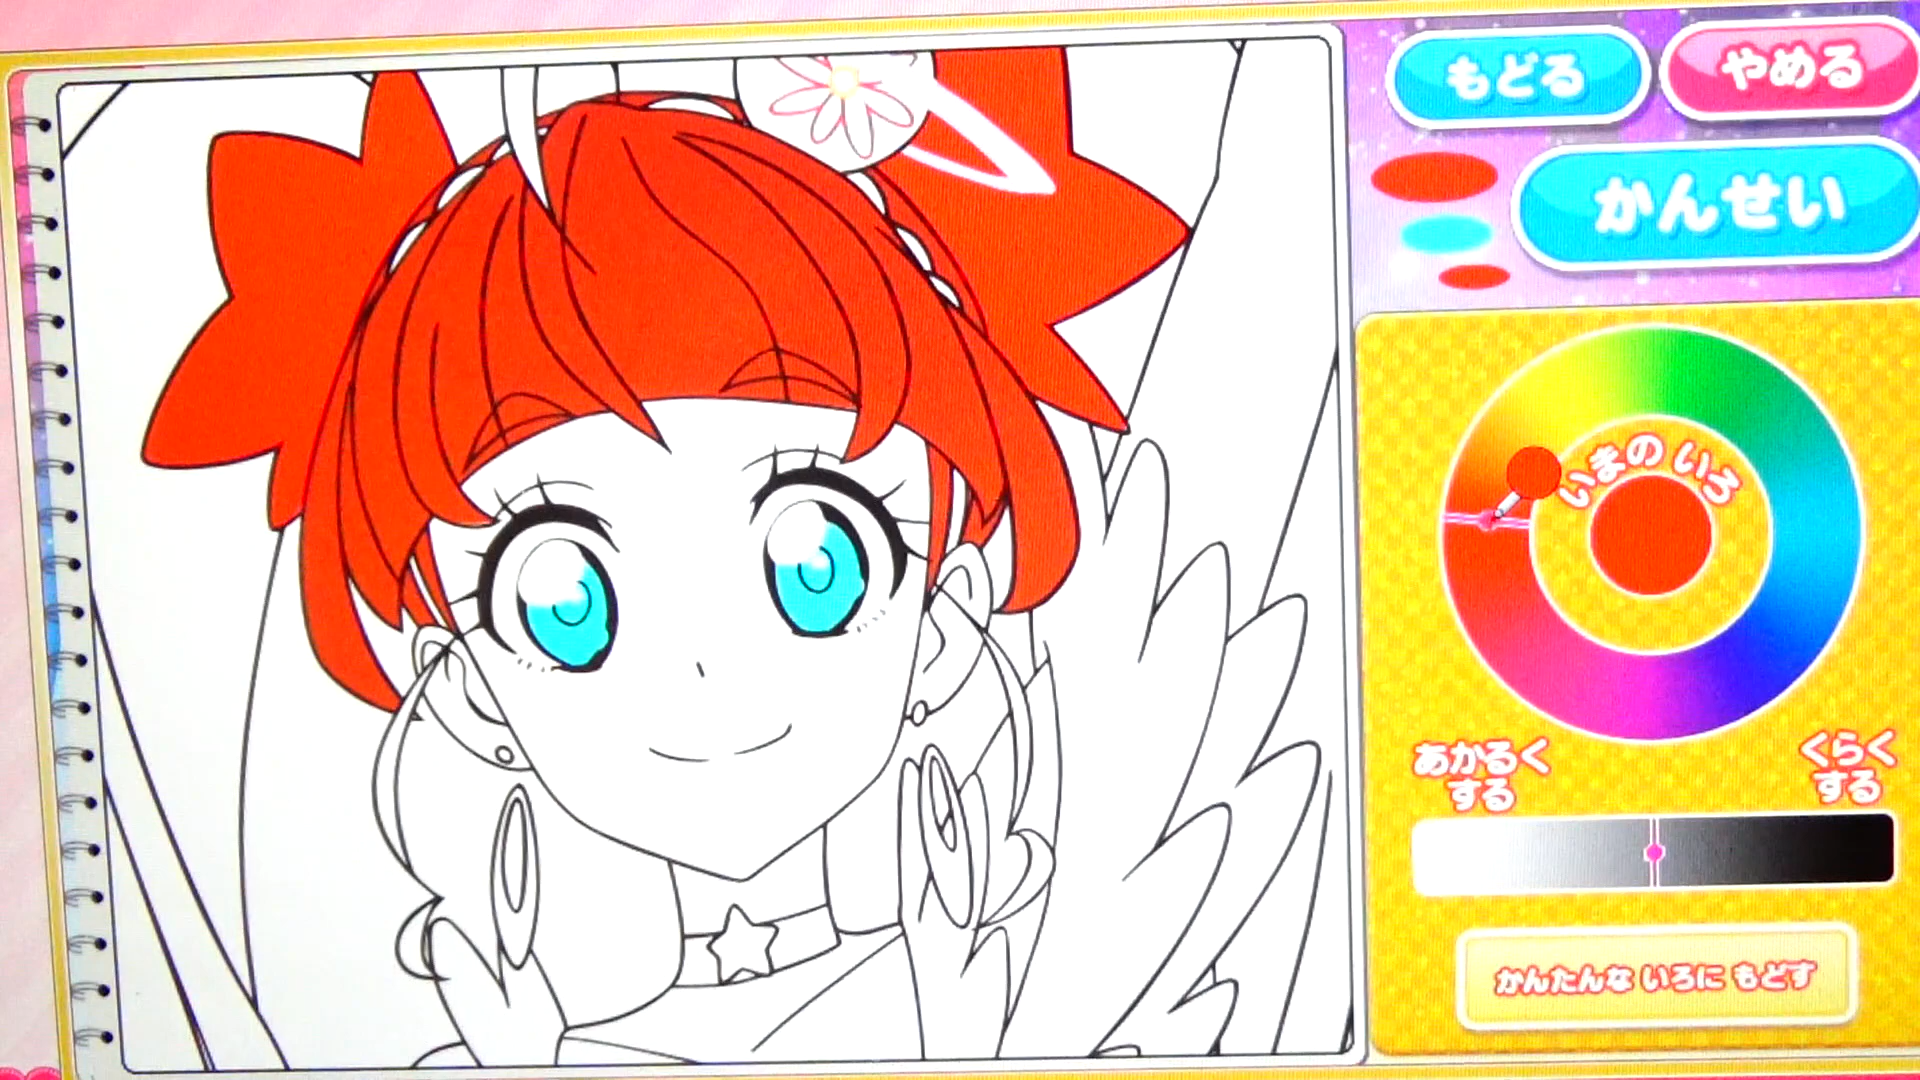 もどる
やめる
かんせい
いまの いろ
あかるく
する
くらく
する
かんたんな いろに もどす